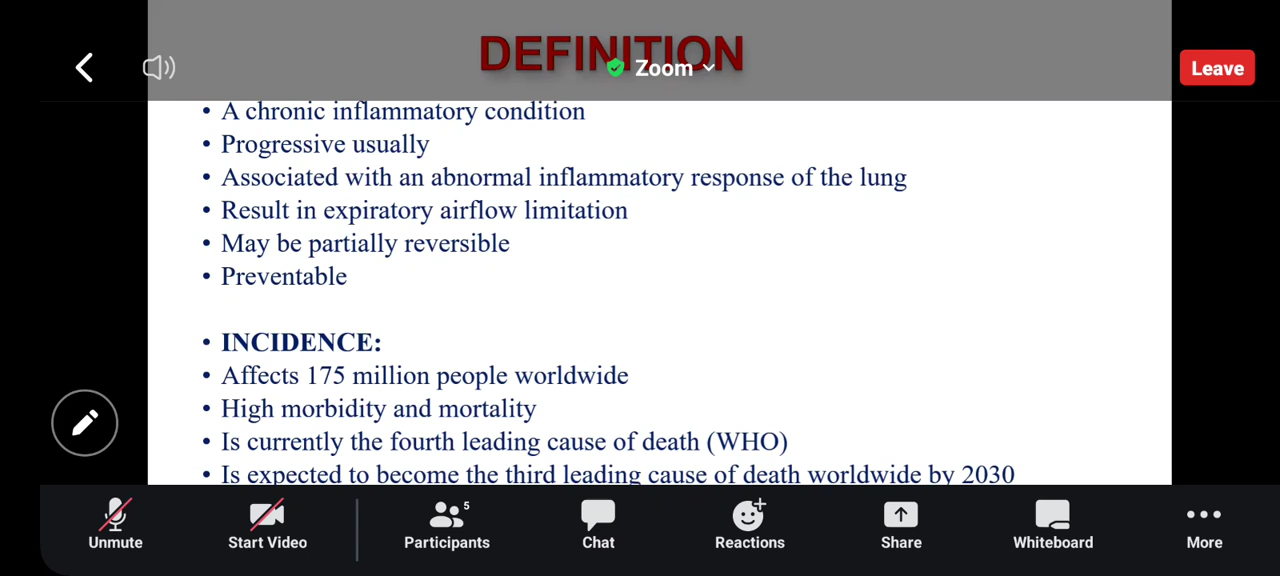 DEFINITION
Zoom
Leave
• A chronic inflammatory condition
• Progressive usually
• Associated with an abnormal inflammatory response of the lung
• Result in expiratory airflow limitation
• May be partially reversible
• Preventable
• INCIDENCE:
• Affects 175 million people worldwide
• High morbidity and mortality
• Is currently the fourth leading cause of death (WHO)
• Is expected to become the third leading cause of death worldwide by 2030
5
Unmute Start Video Participants Chat Reactions Share Whiteboard More